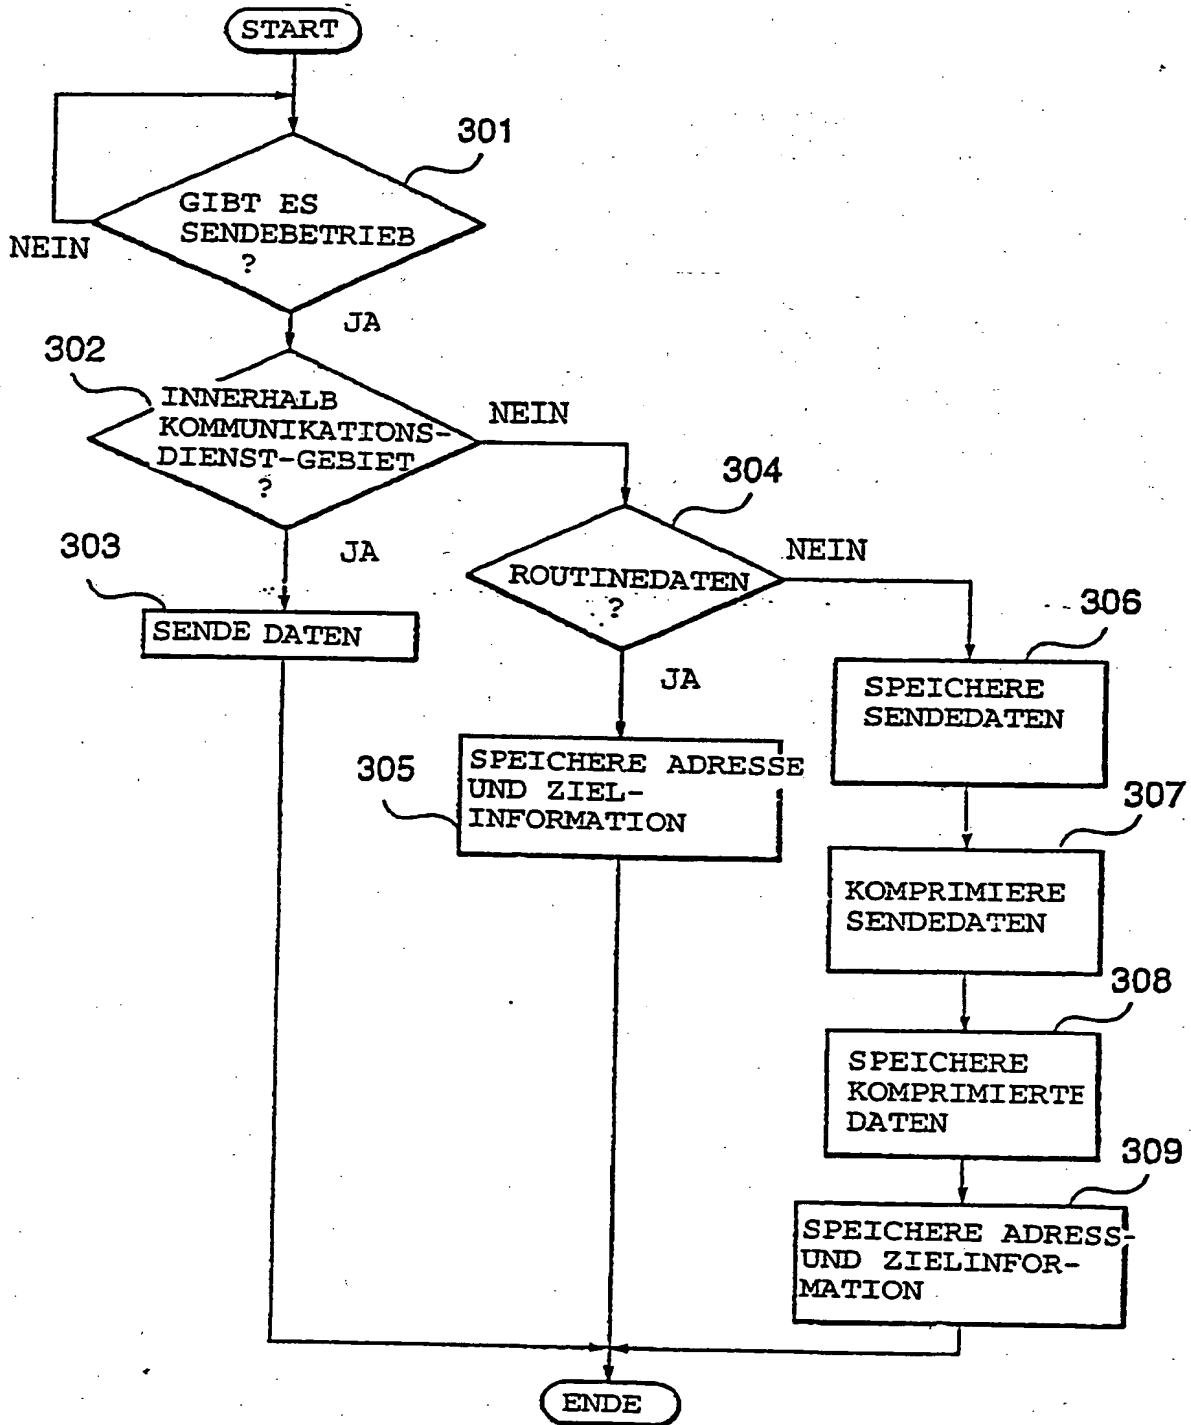 START
301
GIBT ES
SENDEBETRIEB
?
NEIN
JA
302
INNERHALB
KOMMUNIKATIONS-
DIENST-GEBIET
?
NEIN
JA
303
SENDE DATEN
304
ROUTINEDATEN
?
NEIN
JA
305
SPEICHERE ADRESSE
UND ZIEL-
INFORMATION
306
SPEICHERE
SENDEDATEN
307
KOMPRIMIERE
SENDEDATEN
308
SPEICHERE
KOMPRIMIERTE
DATEN
309
SPEICHERE ADRESS-
UND ZIELINFOR-
MATION
ENDE